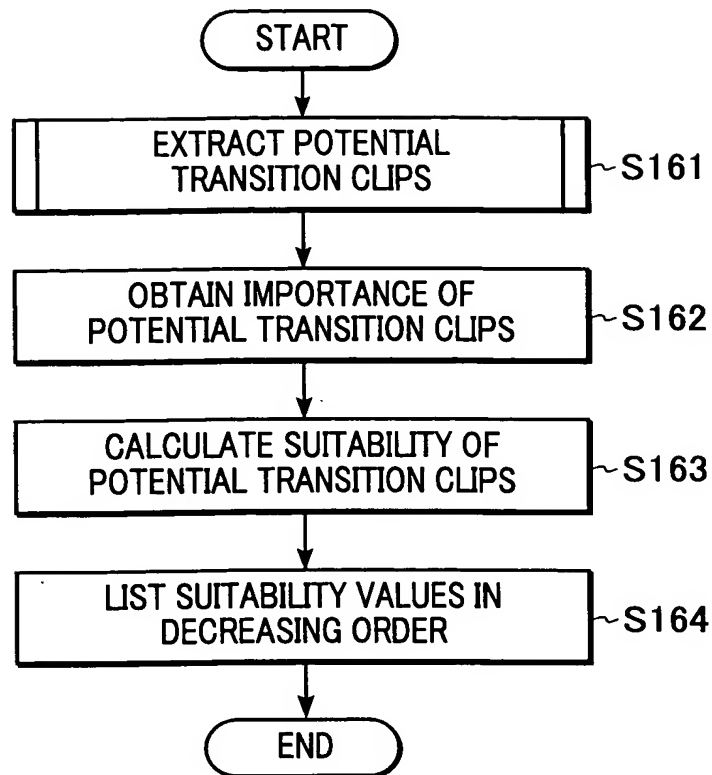 START
EXTRACT POTENTIAL
TRANSITION CLIPS
S161
OBTAIN IMPORTANCE OF
POTENTIAL TRANSITION CLIPS
S162
CALCULATE SUITABILITY OF
POTENTIAL TRANSITION CLIPS
S163
LIST SUITABILITY VALUES IN
DECREASING ORDER
S164
END